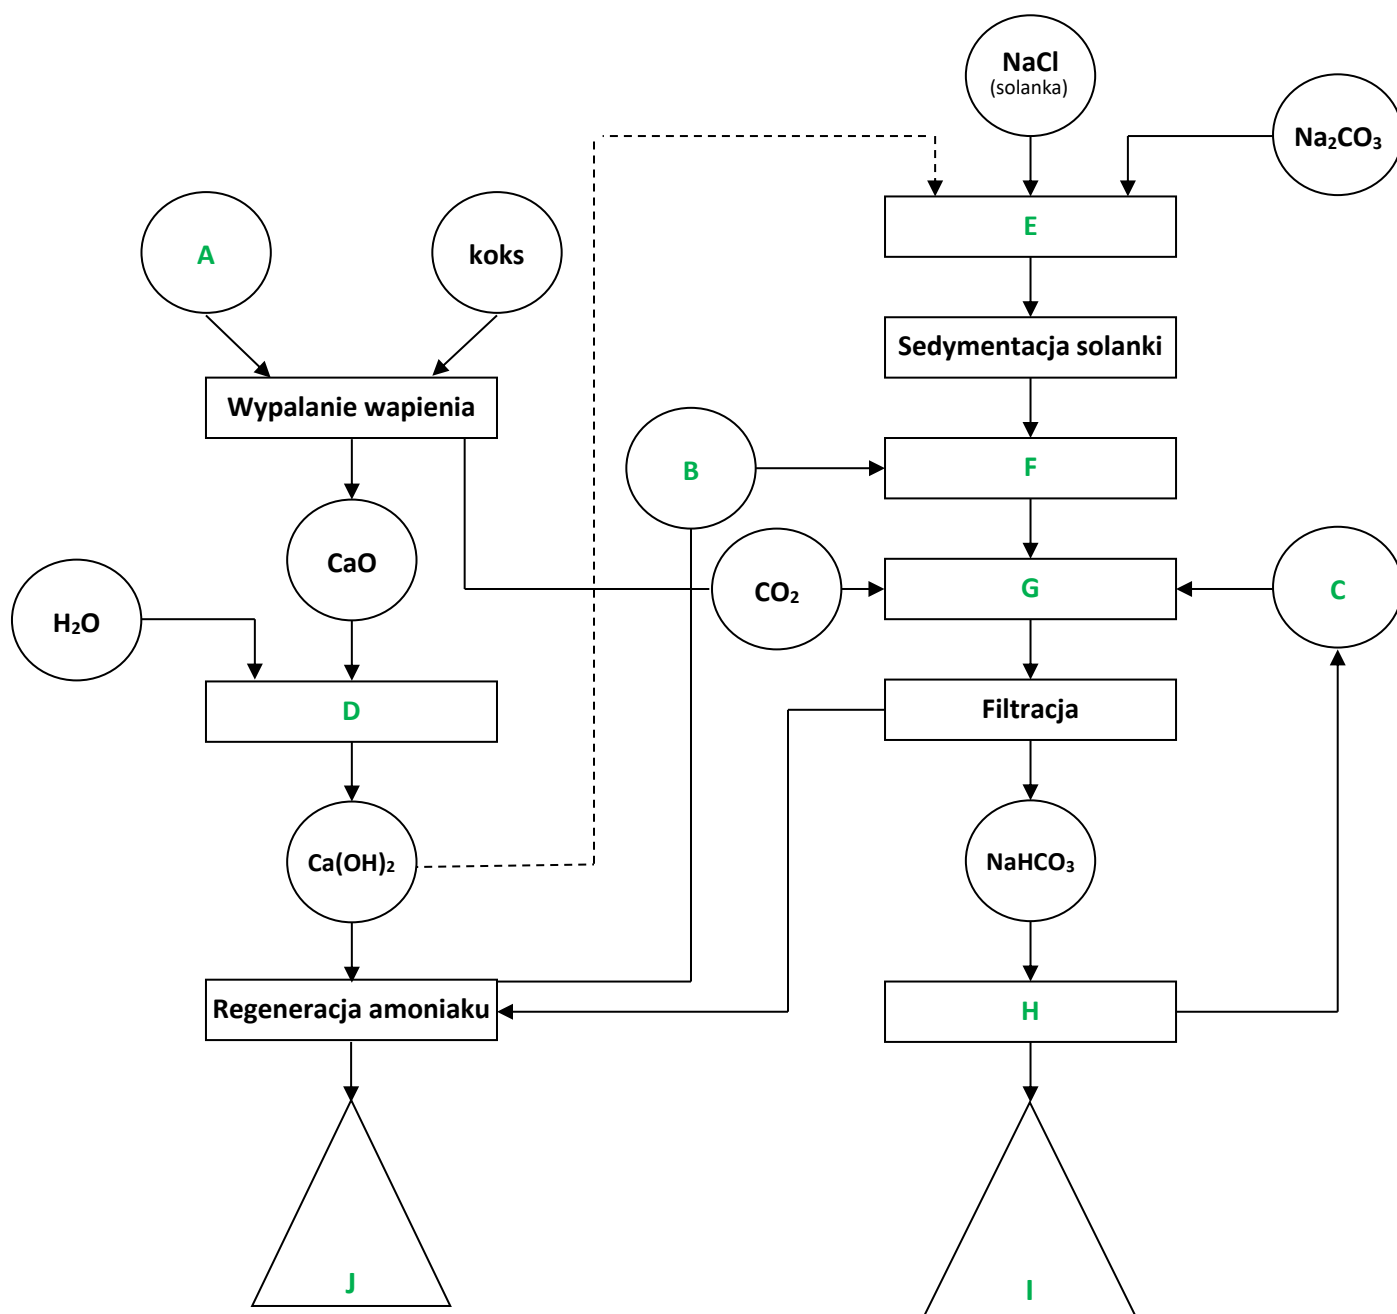 NaCl
(solanka)
Na₂CO₃
A
koks
E
Sedymentacja solanki
Wypalanie wapienia
B
F
CaO
CO₂
G
C
H₂O
D
Filtracja
Ca(OH)₂
NaHCO₃
Regeneracja amoniaku
H
J
I